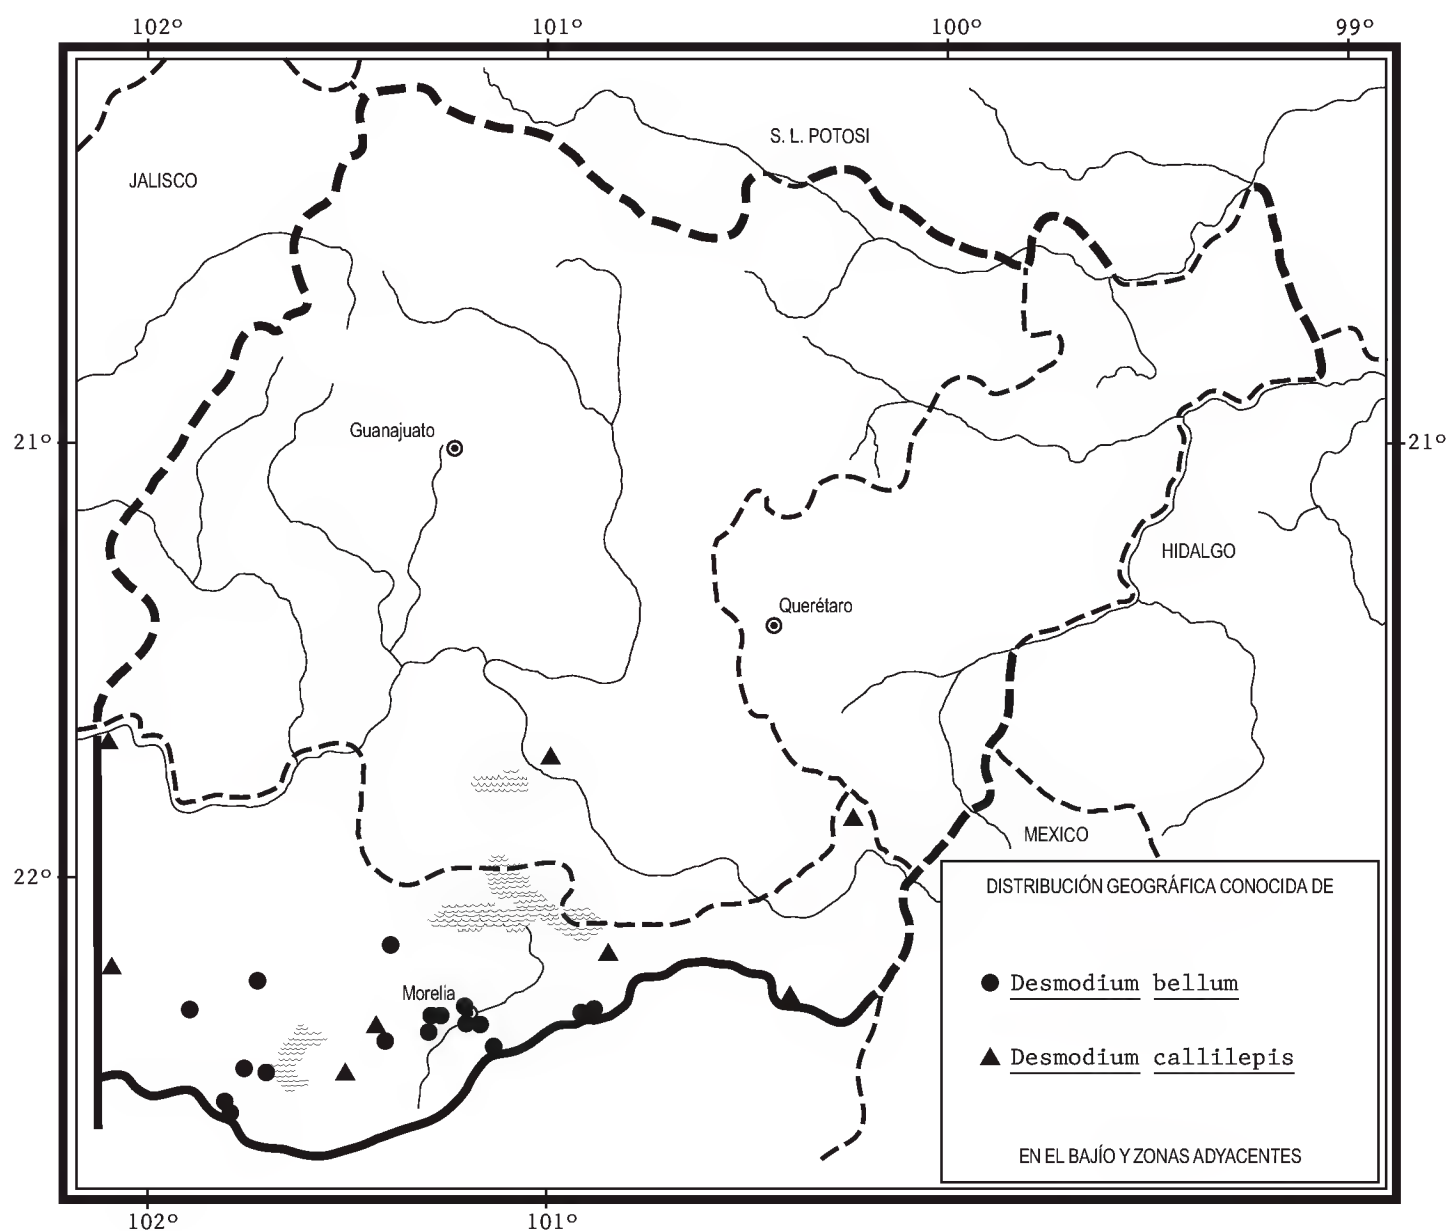 102° 101° 100° 99°
S. L. POTOSI
JALISCO
Guanajuato
21° 21°
HIDALGO
Querétaro
MEXICO
22°
DISTRIBUCIÓN GEOGRÁFICA CONOCIDA DE
Desmodium bellum
Morelia
Desmodium callilepis
EN EL BAJÍO Y ZONAS ADYACENTES
102° 101°